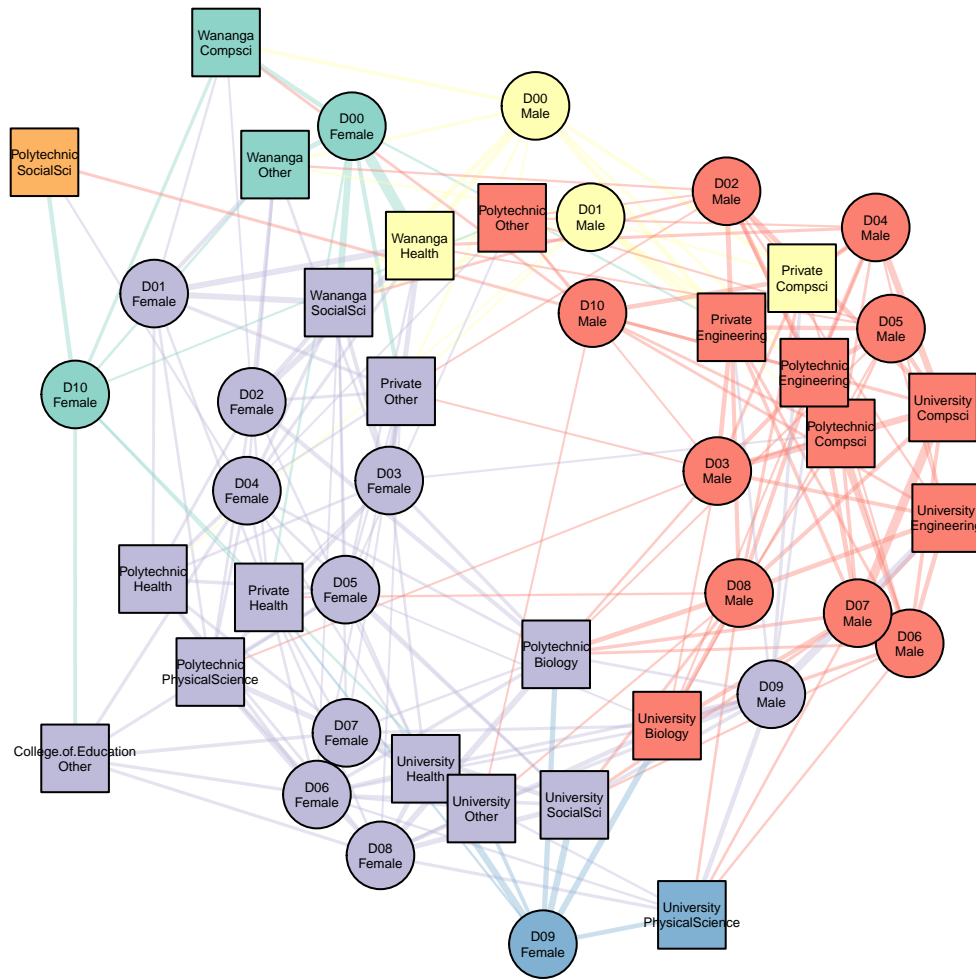 Wananga
Compsci
D00
Male
D00
Female
Polytechnic
SocialSci
Wananga
Other
D02
Male
D01
Male
Polytechnic
Other
D04
Male
Wananga
Health
Private
Compsci
D01
Female
Wananga
SocialSci
D10
Male
Private
Engineering
D05
Male
Polytechnic
Engineering
D10
Female
D02
Female
Private
Other
University
Compsci
Polytechnic
Compsci
D03
Male
D03
Female
D04
Female
University
Engineering
Polytechnic
Health
Private
Health
D05
Female
D08
Male
D07
Male
D06
Male
Polytechnic
Biology
Polytechnic
PhysicalScience
D09
Male
University
Biology
D07
Female
College.of.Education
Other
University
Health
D06
Female
University
Other
University
SocialSci
D08
Female
University
PhysicalScience
D09
Female